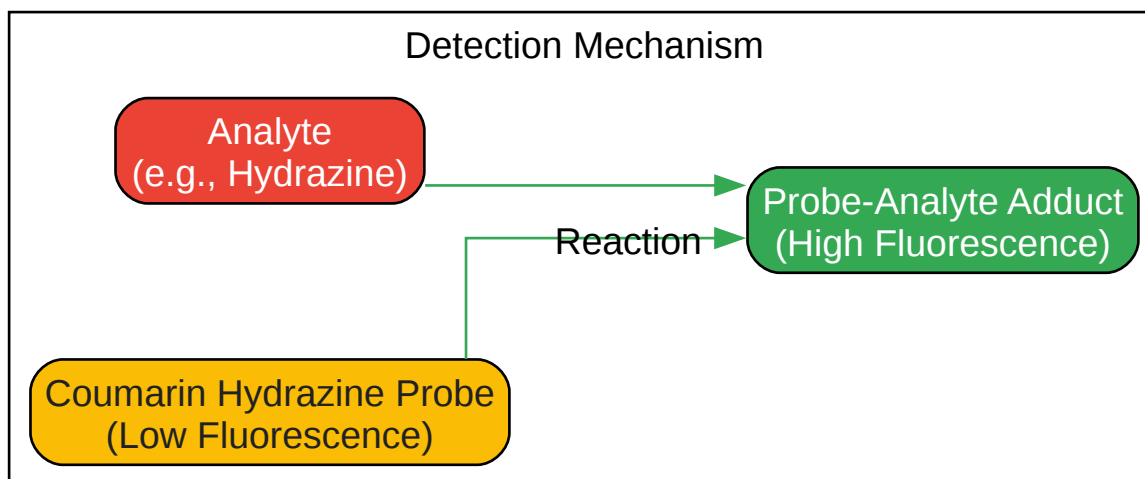 Detection Mechanism
Analyte
(e.g., Hydrazine)
Probe-Analyte Adduct
(High Fluorescence)
Reaction
Coumarin Hydrazine Probe
(Low Fluorescence)